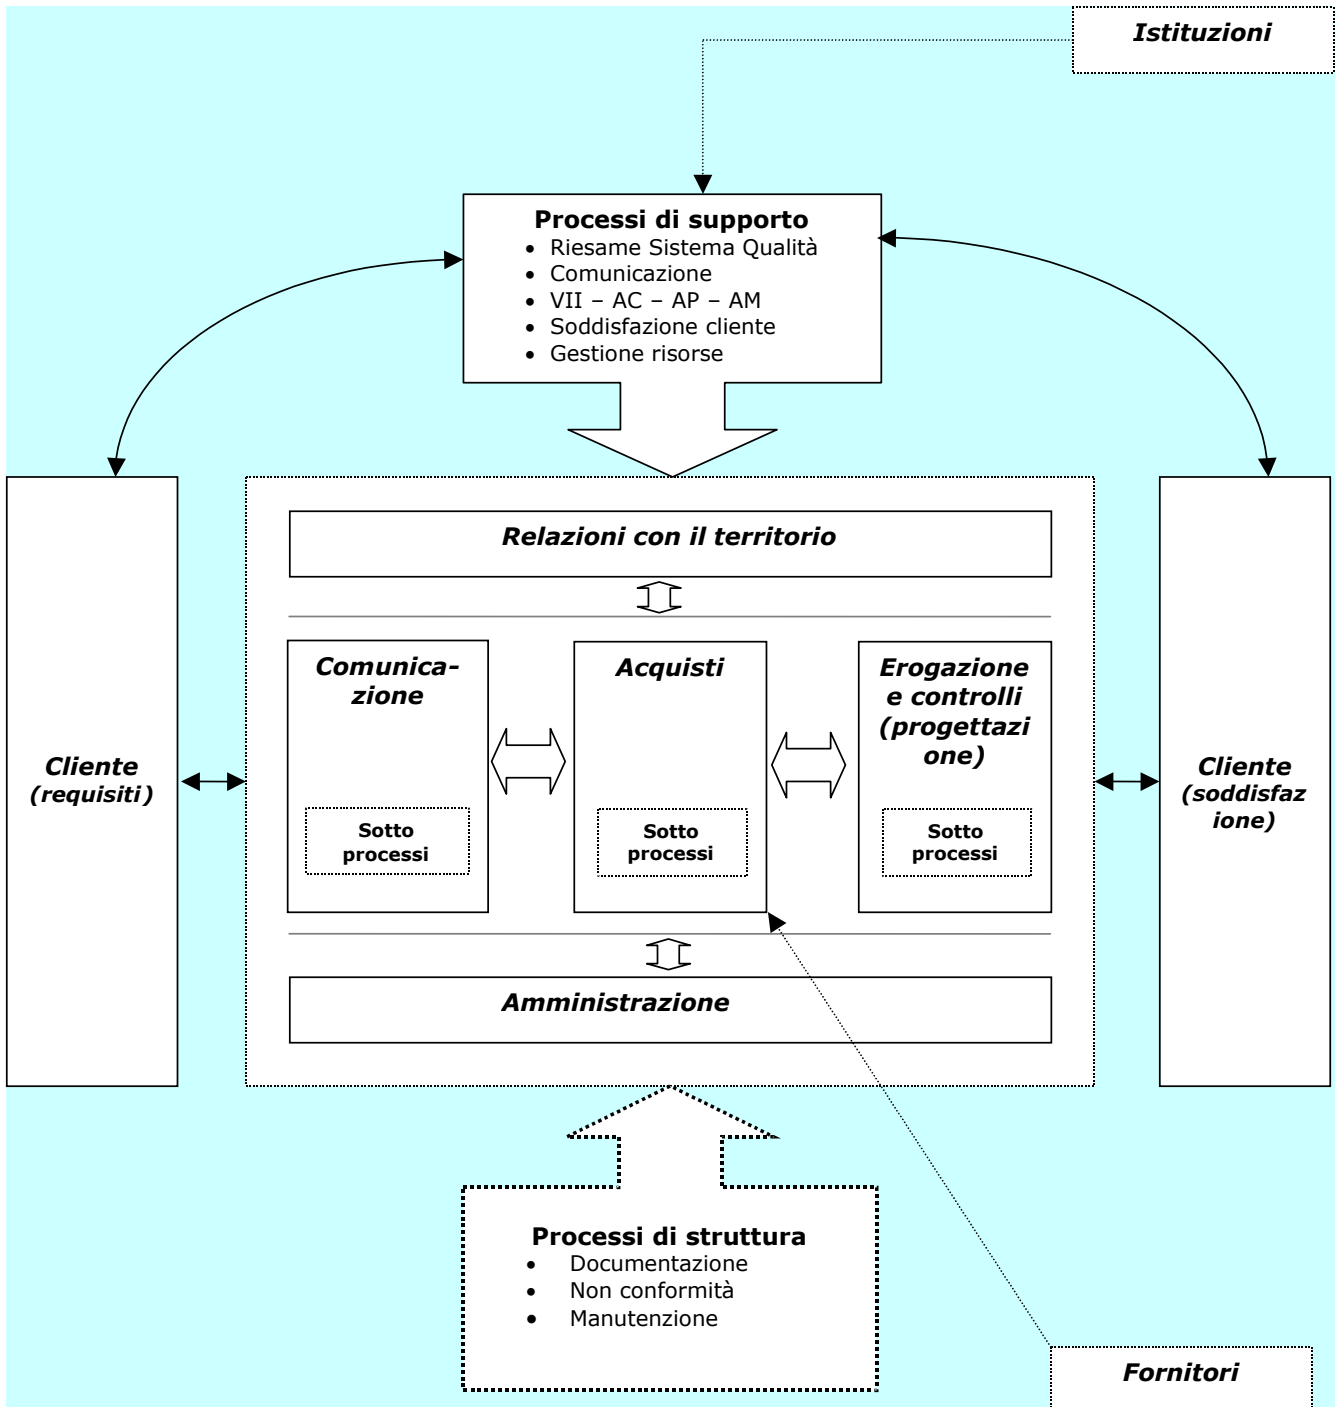 Istituzioni
Processi di supporto
• Riesame Sistema Qualità
• Comunicazione
• VII – AC – AP – AM
• Soddisfazione cliente
• Gestione risorse
Relazioni con il territorio
Comunica-
zione
Sotto
processi
Acquisti
Sotto
processi
Erogazione
e controlli
(progettazi
one)
Sotto
processi
Cliente
(requisiti)
Cliente
(soddisfaz
ione)
Amministrazione
Processi di struttura
• Documentazione
• Non conformità
• Manutenzione
Fornitori